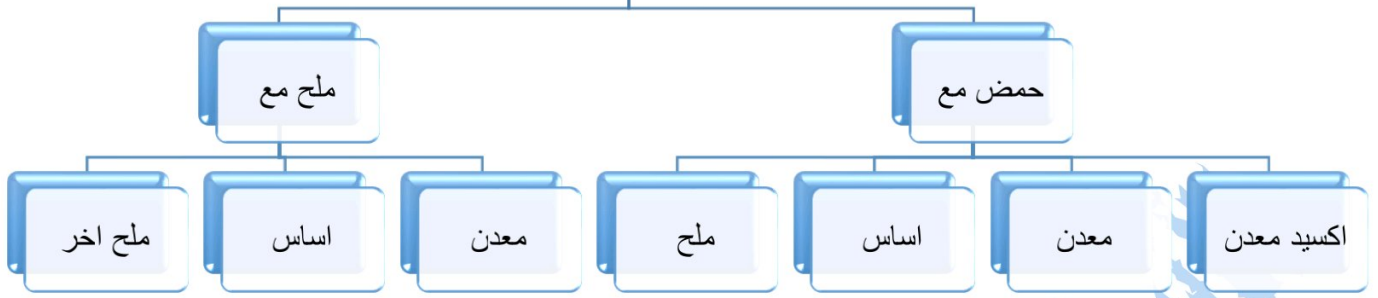 حمض مع
ملح مع
اكسيد معدن
معدن
اساس
ملح
معدن
اساس
ملح اخر